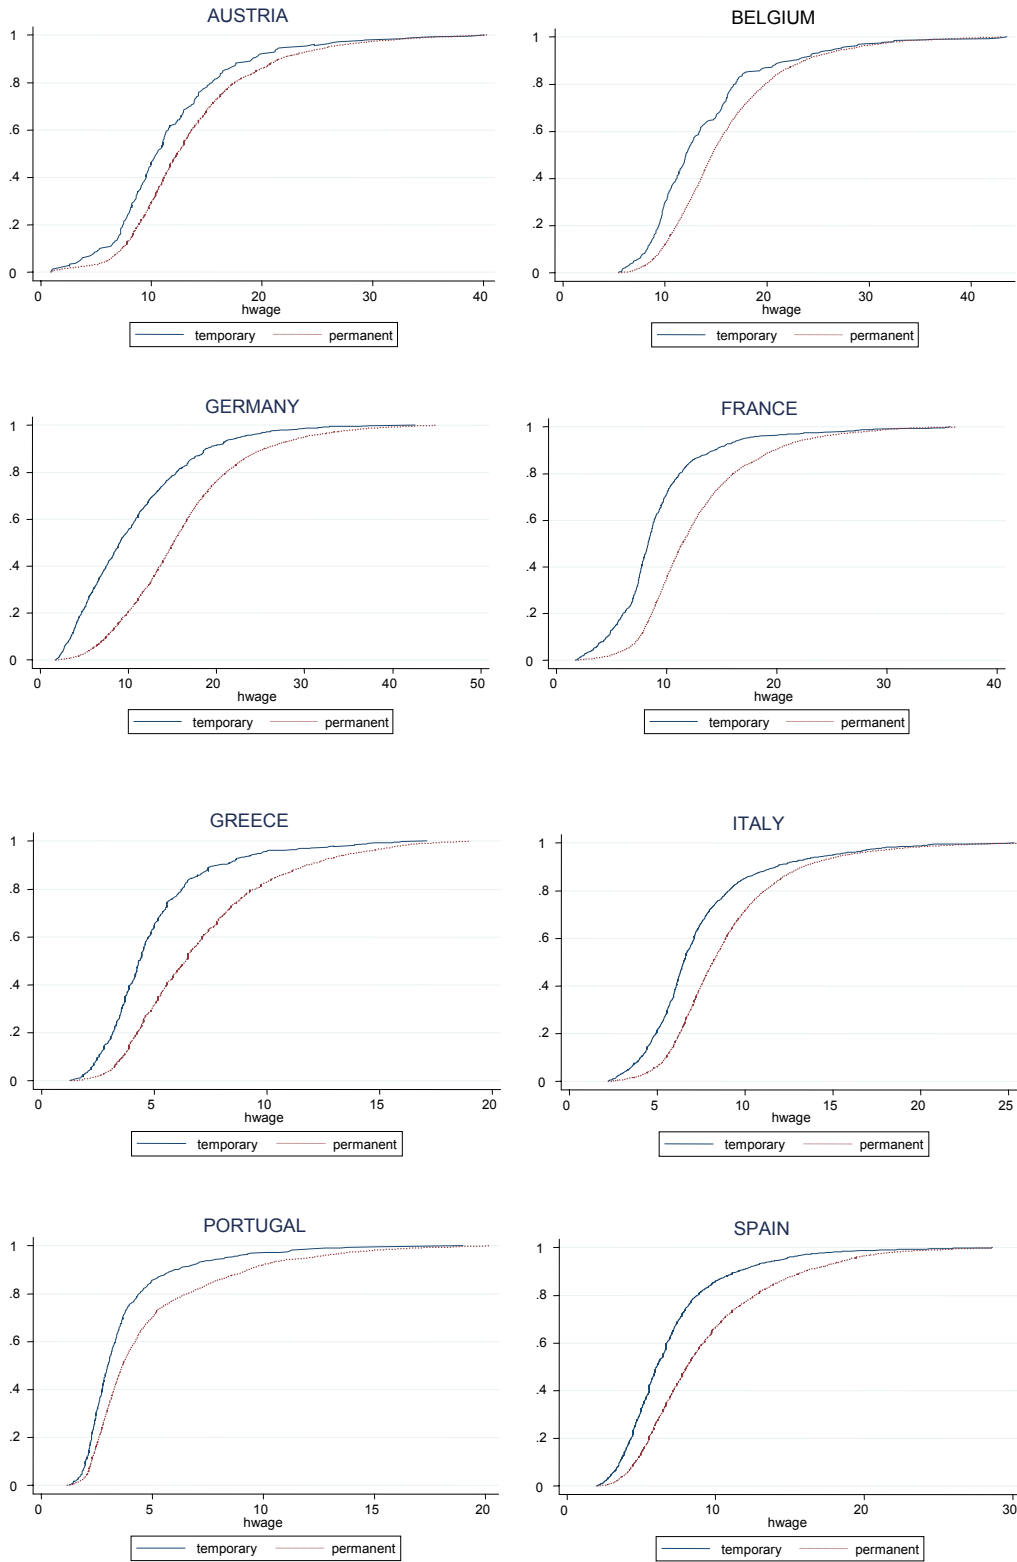 AUSTRIA
1
.8
.6
.4
.2
0
0 10 20 30 40
hwage
temporary permanent
BELGIUM
1
.8
.6
.4
.2
0
0 10 20 30 40
hwage
temporary permanent
GERMANY
1
.8
.6
.4
.2
0
0 10 20 30 40 50
hwage
temporary permanent
FRANCE
1
.8
.6
.4
.2
0
0 10 20 30 40
hwage
temporary permanent
GREECE
1
.8
.6
.4
.2
0
0 5 10 15 20
hwage
temporary permanent
ITALY
1
.8
.6
.4
.2
0
0 5 10 15 20 25
hwage
temporary permanent
PORTUGAL
1
.8
.6
.4
.2
0
0 5 10 15 20
hwage
temporary permanent
SPAIN
1
.8
.6
.4
.2
0
0 10 20 30
hwage
temporary permanent